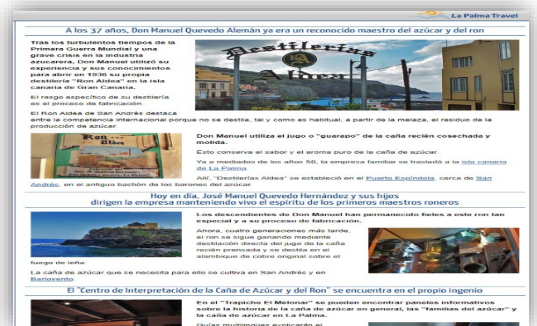 La Palma Travel
A los 37 años, Don Manuel Quevedo Alemán ya era un reconocido maestro del azúcar y del ron
Tras los turbulentos tiempos de la
Primera Guerra Mundial y una
grave crisis en la industria
azucarera, Don Manuel utilizó su
experiencia y sus conocimientos
para abrir en 1936 su propia
destilería "Ron Aldea" en la isla
canaria de Gran Canaria.
El rasgo específico de su destilería
es el proceso de fabricación.
El Ron Aldea de San Andrés destaca
entre la competencia internacional porque no se destila, tal y como es habitual, a partir de la melaza, el residuo de la
producción de azúcar.
Destilerías
Aldea
Don Manuel utiliza el jugo o "guarapo" de la caña recién cosechada y
molida.
Esto conserva el sabor y el aroma puro de la caña de azúcar.
Ya a mediados de los años 50, la empresa familiar se trasladó a la isla canaria
de La Palma.
Allí, "Destilerías Aldea" se estableció en el Puerto Espíndola, cerca de San
Andrés, en el antiguo bastión de los barones del azúcar.
Ron
Aldea
Hoy en día, José Manuel Quevedo Hernández y sus hijos
dirigen la empresa manteniendo vivo el espíritu de los primeros maestros roneros
Los descendientes de Don Manuel han permanecido fieles a este ron tan
especial y a su proceso de fabricación.
Ahora, cuatro generaciones más tarde,
el ron se sigue ganando mediante
destilación directa del jugo de la caña
recién prensada y se destila en el
alambique de cobre original sobre el
fuego de leña.
La caña de azúcar que se necesita para ello se cultiva en San Andrés y en
Barlovento.
El "Centro de Interpretación de la Caña de Azúcar y del Ron" se encuentra en el propio ingenio
En el "Trapiche El Melonar" se pueden encontrar paneles informativos
sobre la historia de la caña de azúcar en general, las "familias del azúcar" y
la caña de azúcar en La Palma.
Guías multilingües explicarán el